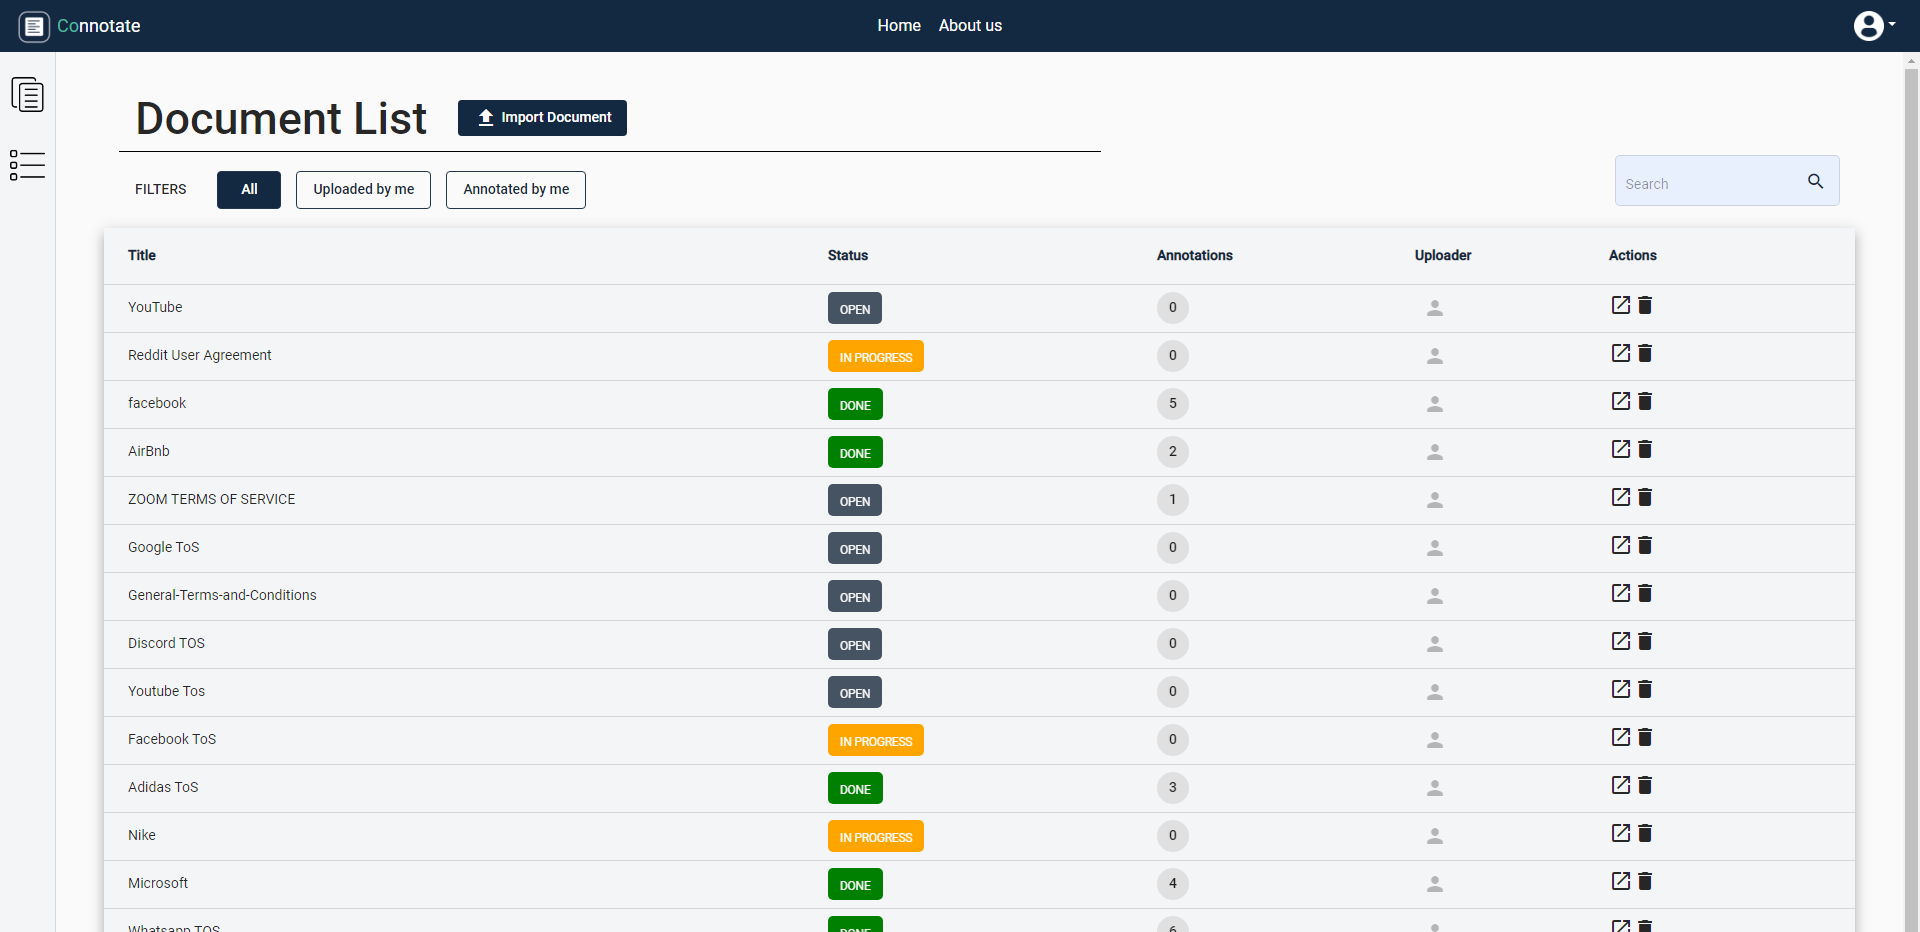 Connotate Home About us
Document List Import Document
FILTERS All Uploaded by me Annotated by me Search
Title Status Annotations Uploader Actions
YouTube OPEN 0
Reddit User Agreement IN PROGRESS 0
facebook DONE 5
AirBnb DONE 2
ZOOM TERMS OF SERVICE OPEN 1
Google ToS OPEN 0
General-Terms-and-Conditions OPEN 0
Discord TOS OPEN 0
Youtube Tos OPEN 0
Facebook ToS IN PROGRESS 0
Adidas ToS DONE 3
Nike IN PROGRESS 0
Microsoft DONE 4
Whatsapp TOS DONE 6